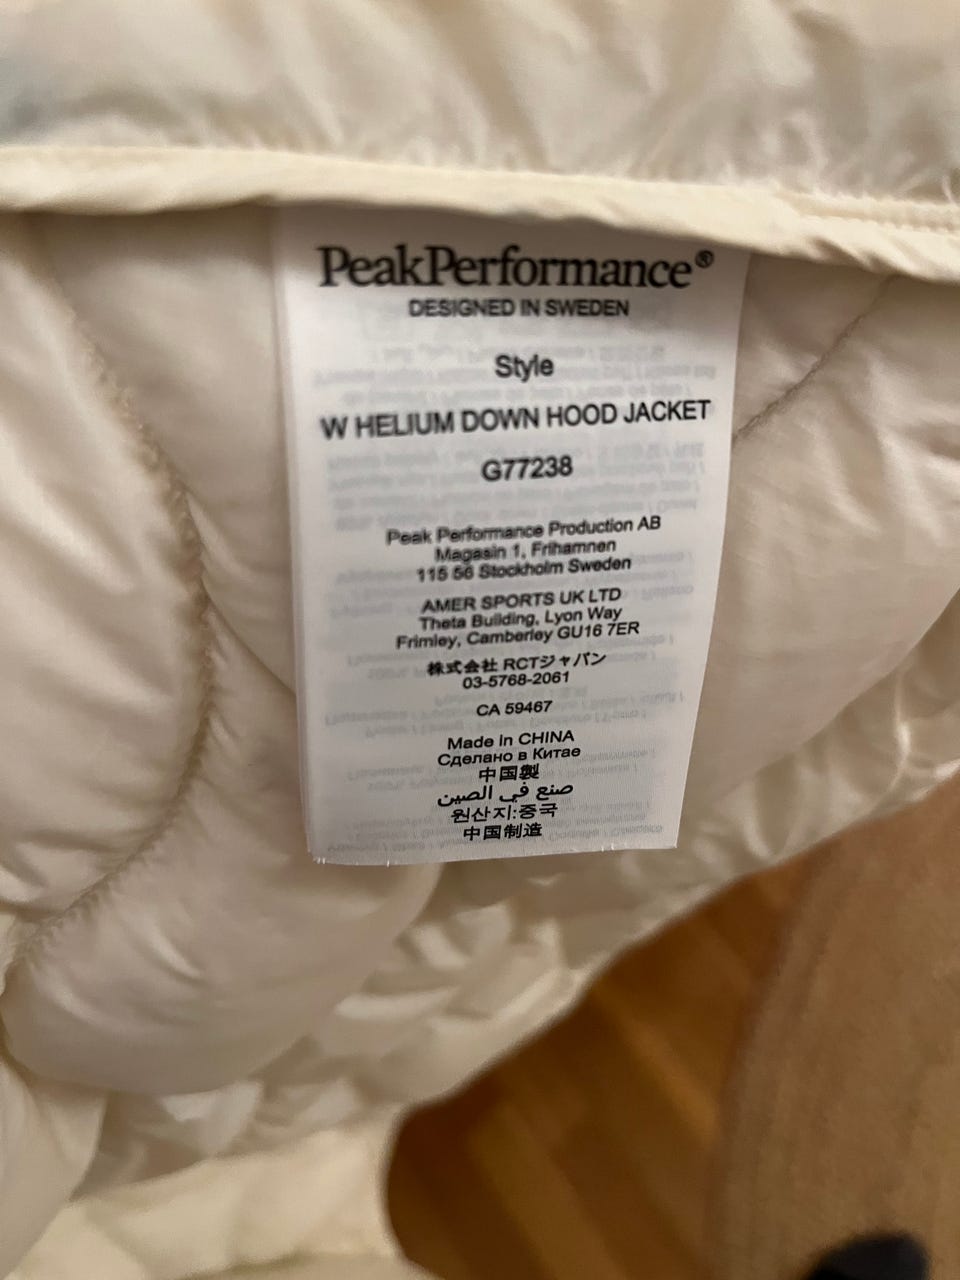 PeakPerformance®
DESIGNED IN SWEDEN
Style
W HELIUM DOWN HOOD JACKET
G77238
Peak Performance Production AB
Magasin 1, Frihamnen
115 56 Stockholm Sweden
AMER SPORTS UK LTD
Theta Building, Lyon Way
Frimley, Camberley GU16 7ER
株式会社 RCTジャパン
03-5768-2061
CA 59467
Made in CHINA
Сделано в Китае
中国製
صنع في الصين
원산지:중국
中国制造